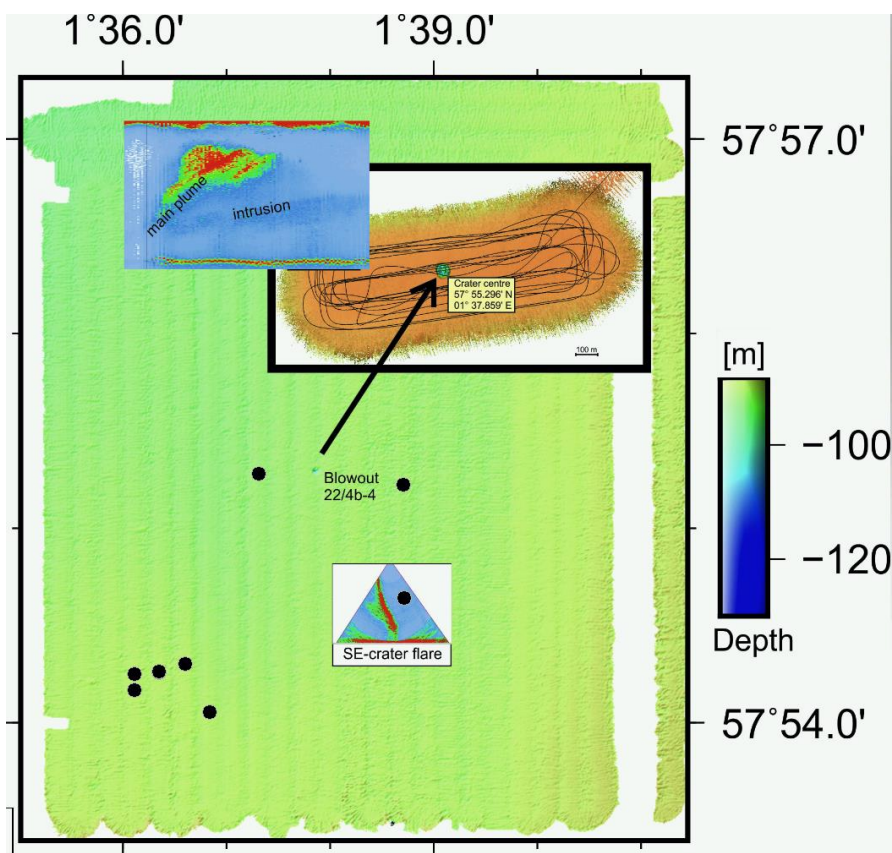 1°36.0'
1°39.0'
57°57.0'
main plume
intrusion
Crater centre
57° 55.296' N
01° 37.859' E
100 m
[m]
−100
−120
Depth
Blowout
22/4b-4
SE-crater flare
57°54.0'